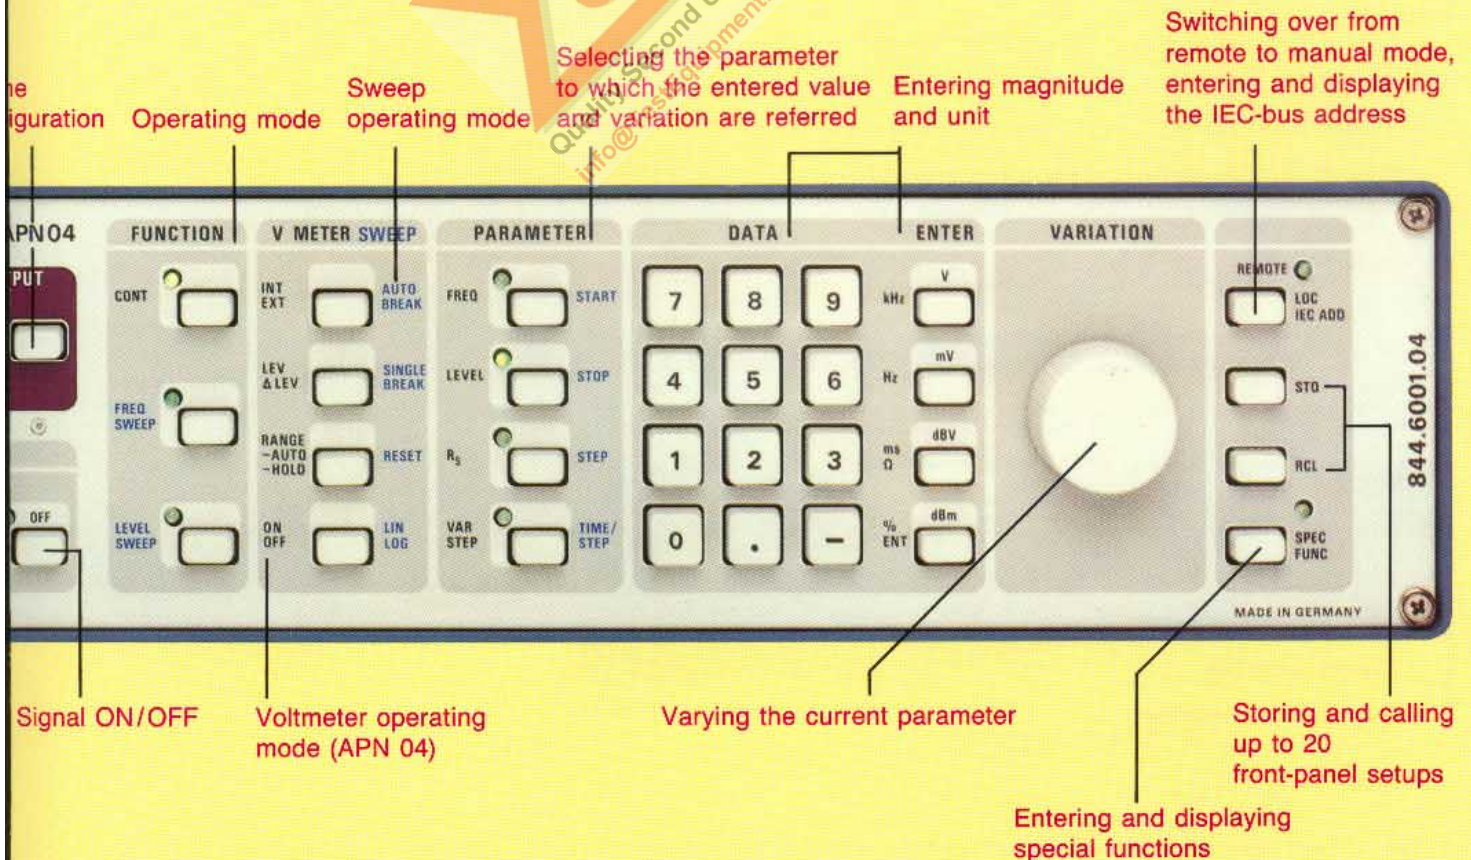 Quality Second
info@
Switching over from
remote to manual mode,
entering and displaying
the IEC-bus address
Selecting the parameter
to which the entered value
and variation are referred
Entering magnitude
and unit
Sweep
operating mode
Operating mode
iguration
APN 04
FUNCTION
V METER SWEEP
PARAMETER
DATA
ENTER
VARIATION
PUT
CONT
INT
EXT
AUTO
BREAK
FREQ
START
7
8
9
V
kHz
REMOTE
LOC
IEC ADD
LEV
Δ LEV
SINGLE
BREAK
LEVEL
STOP
4
5
6
mV
Hz
STO
FREQ
SWEEP
RANGE
-AUTO
-HOLD
RESET
Rs
STEP
1
2
3
dBV
ms
Ω
RCL
OFF
LEVEL
SWEEP
ON
OFF
LIN
LOG
VAR
STEP
TIME/
STEP
0
.
-
dBm
%
ENT
SPEC
FUNC
844.6001.04
MADE IN GERMANY
Signal ON/OFF
Voltmeter operating
mode (APN 04)
Varying the current parameter
Storing and calling
up to 20
front-panel setups
Entering and displaying
special functions